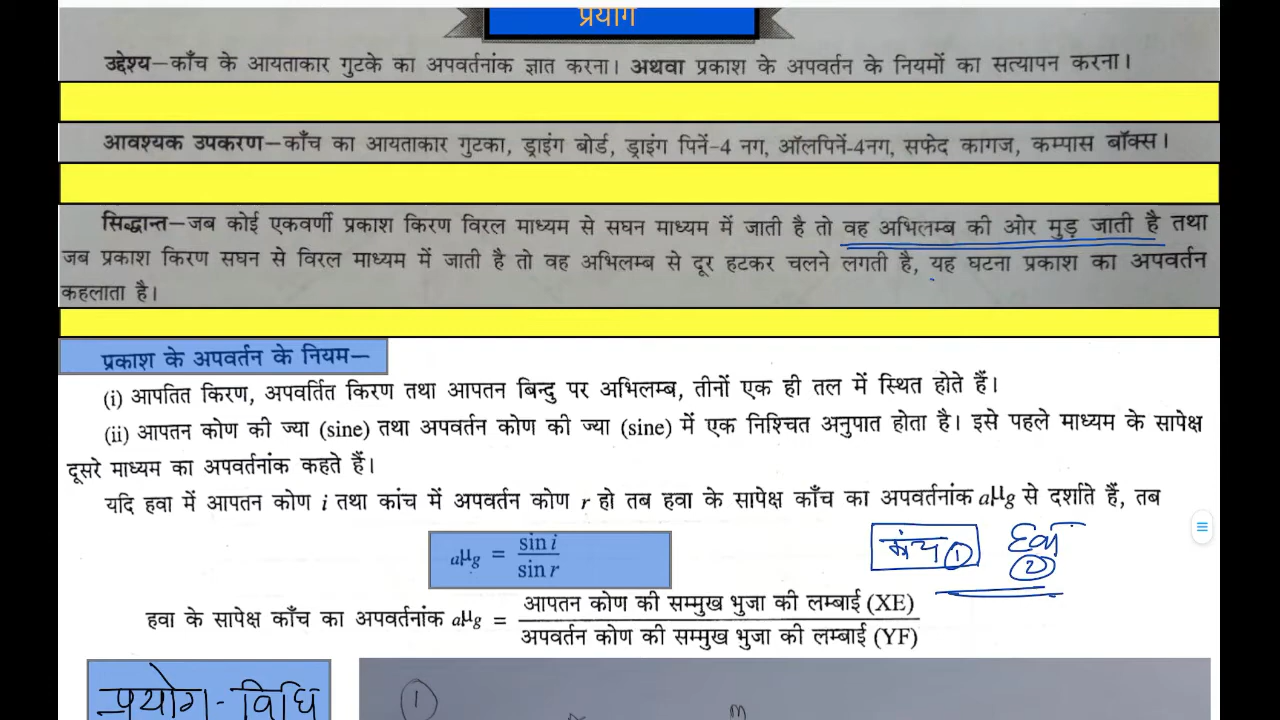 प्रयोग
उद्देश्य–काँच के आयताकार गुटके का अपवर्तनांक ज्ञात करना। अथवा प्रकाश के अपवर्तन के नियमों का सत्यापन करना।
आवश्यक उपकरण–काँच का आयताकार गुटका, ड्राइंग बोर्ड, ड्राइंग पिनें-4 नग, ऑलपिनें-4नग, सफेद कागज, कम्पास बॉक्स।
सिद्धान्त–जब कोई एकवर्णी प्रकाश किरण विरल माध्यम से सघन माध्यम में जाती है तो वह अभिलम्ब की ओर मुड़ जाती है तथा
जब प्रकाश किरण सघन से विरल माध्यम में जाती है तो वह अभिलम्ब से दूर हटकर चलने लगती है, यह घटना प्रकाश का अपवर्तन
कहलाता है।
प्रकाश के अपवर्तन के नियम–
(i) आपतित किरण, अपवर्तित किरण तथा आपतन बिन्दु पर अभिलम्ब, तीनों एक ही तल में स्थित होते हैं।
(ii) आपतन कोण की ज्या (sine) तथा अपवर्तन कोण की ज्या (sine) में एक निश्चित अनुपात होता है। इसे पहले माध्यम के सापेक्ष
दूसरे माध्यम का अपवर्तनांक कहते हैं।
यदि हवा में आपतन कोण i तथा कांच में अपवर्तन कोण r हो तब हवा के सापेक्ष काँच का अपवर्तनांक aμg से दर्शाते हैं, तब
aμg = sin i / sin r
①
②
हवा के सापेक्ष काँच का अपवर्तनांक aμg = आपतन कोण की सम्मुख भुजा की लम्बाई (XE) / अपवर्तन कोण की सम्मुख भुजा की लम्बाई (YF)
प्रयोग - विधि
①
m